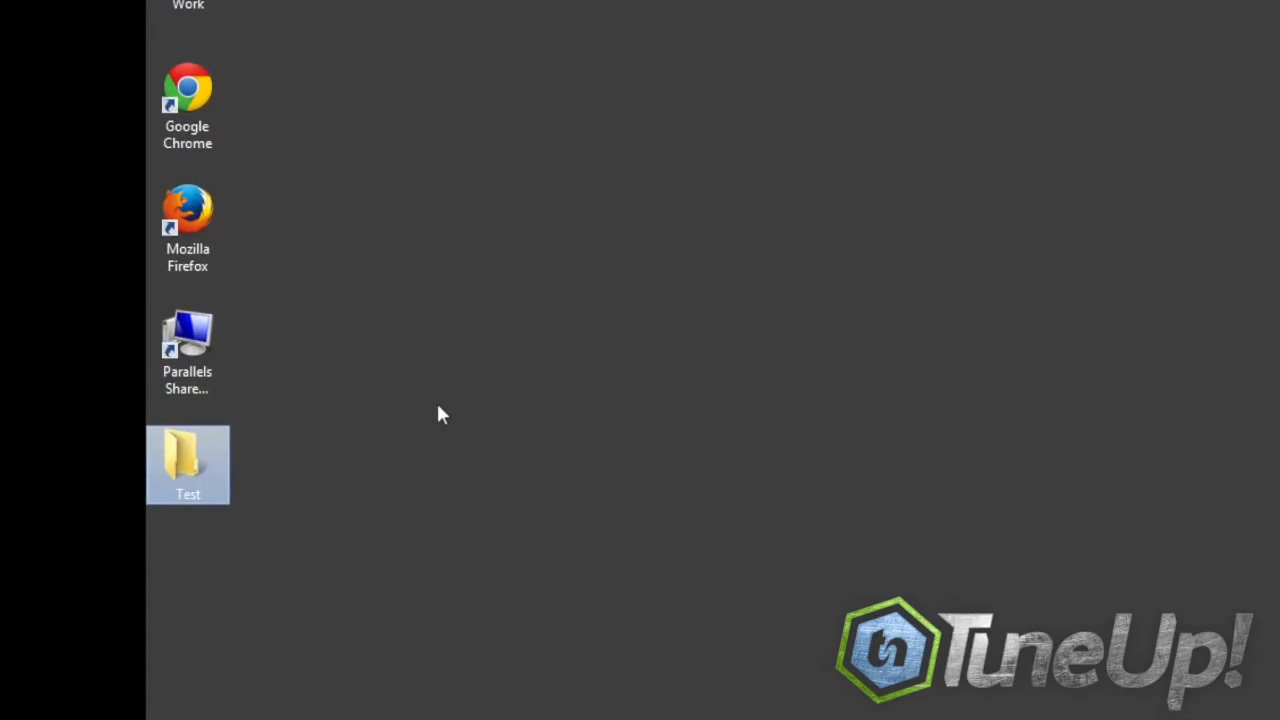 Work
Google
Chrome
Mozilla
Firefox
Parallels
Share...
Test
TuneUp!